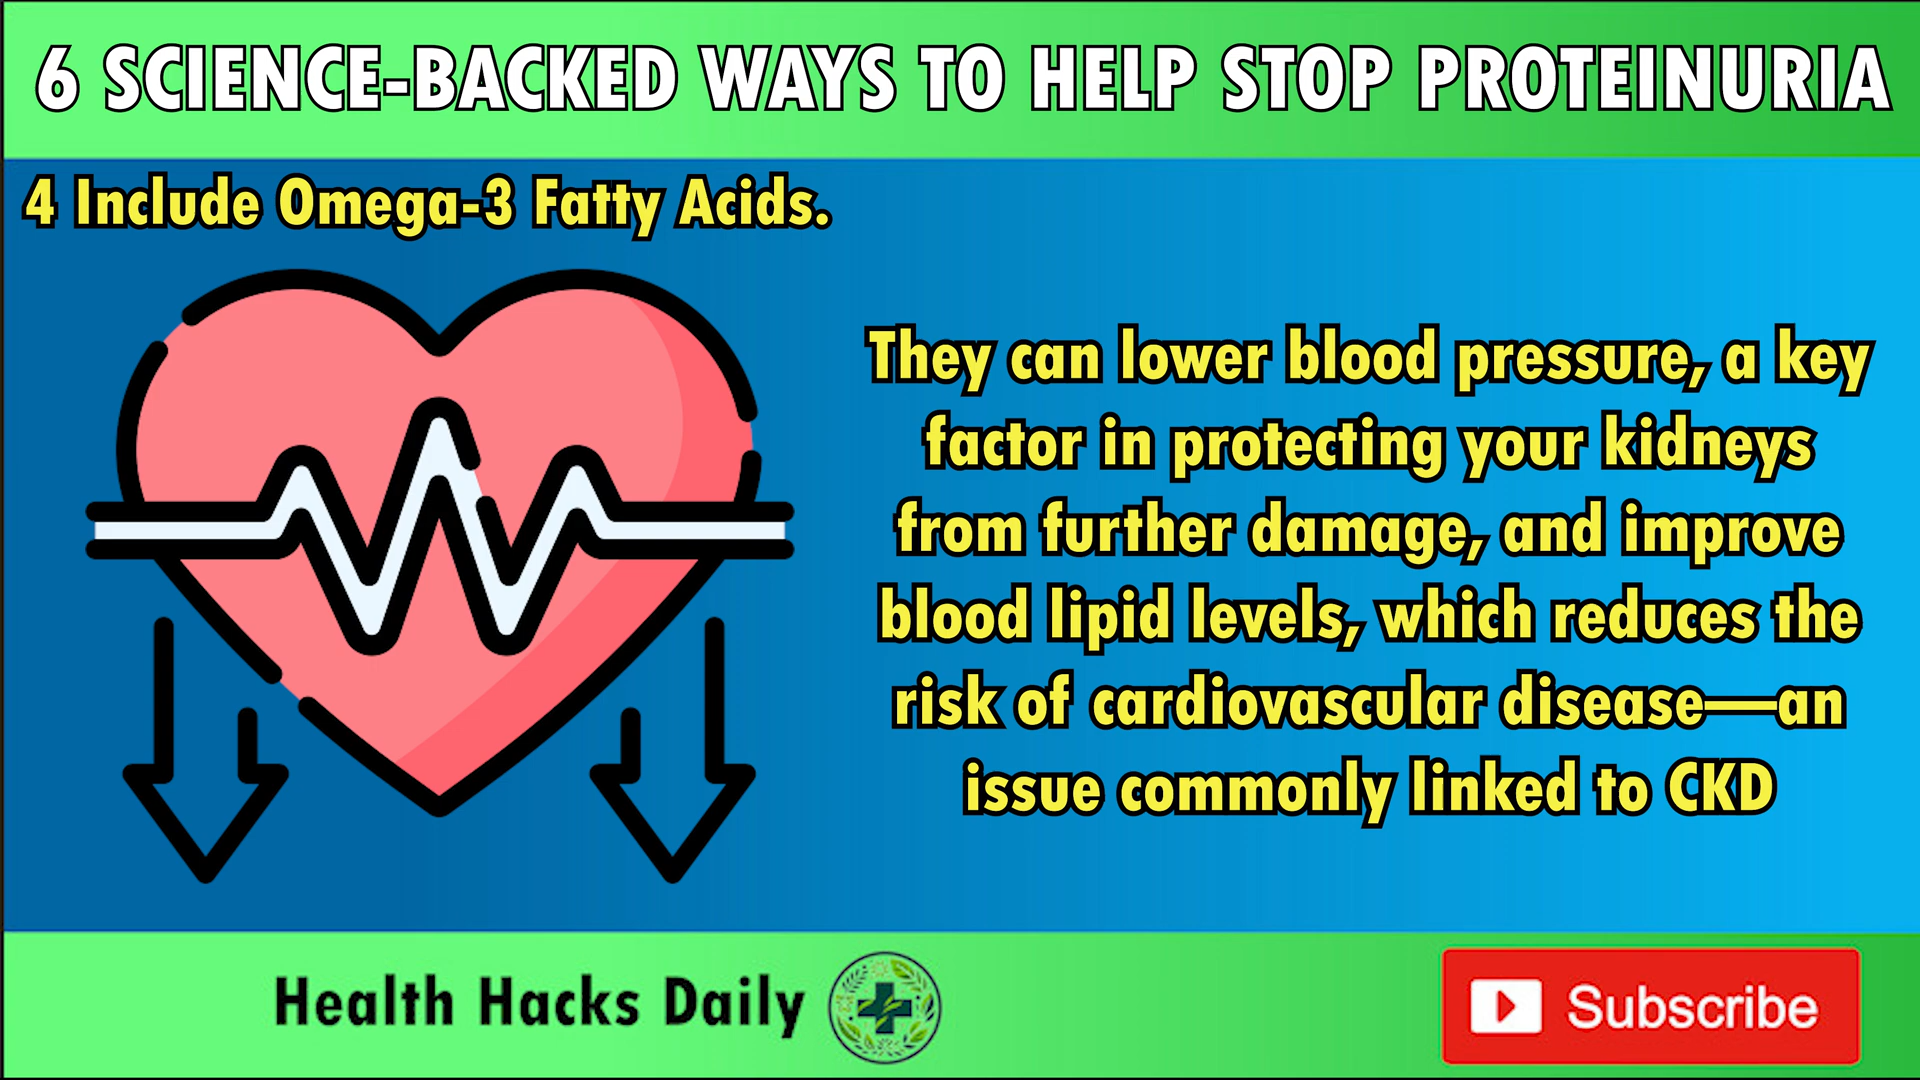 6 SCIENCE-BACKED WAYS TO HELP STOP PROTEINURIA
4 Include Omega-3 Fatty Acids.
They can lower blood pressure, a key
factor in protecting your kidneys
from further damage, and improve
blood lipid levels, which reduces the
risk of cardiovascular disease—an
issue commonly linked to CKD
Health Hacks Daily
Subscribe